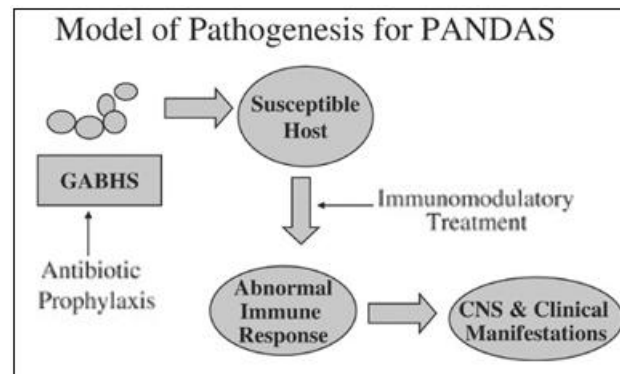 Model of Pathogenesis for PANDAS
Susceptible
Host
GABHS
Immunomodulatory
Treatment
Antibiotic
Prophylaxis
Abnormal
Immune
Response
CNS & Clinical
Manifestations